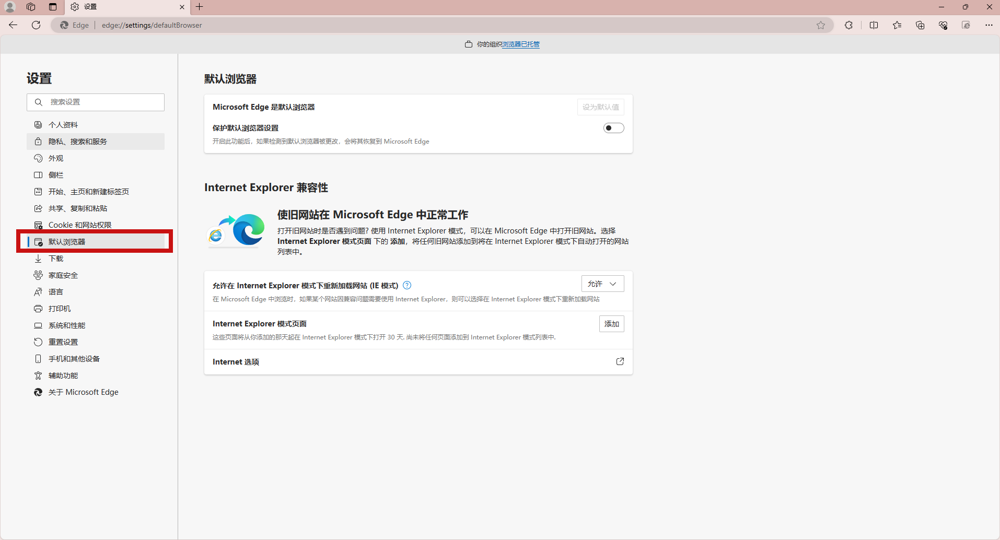 设置
Edge
edge://settings/defaultBrowser
你的组织浏览器已托管
设置
搜索设置
个人资料
隐私、搜索和服务
外观
侧栏
开始、主页和新建标签页
共享、复制和粘贴
Cookie 和网站权限
默认浏览器
下载
家庭安全
语言
打印机
系统和性能
重置设置
手机和其他设备
辅助功能
关于 Microsoft Edge
默认浏览器
Microsoft Edge 是默认浏览器
设为默认值
保护默认浏览器设置
开启此功能后，如果检测到默认浏览器被更改，会将其恢复到 Microsoft Edge
Internet Explorer 兼容性
使旧网站在 Microsoft Edge 中正常工作
打开旧网站时是否遇到问题? 使用 Internet Explorer 模式，可以在 Microsoft Edge 中打开旧网站。选择
Internet Explorer 模式页面 下的 添加，将任何旧网站添加到将在 Internet Explorer 模式下自动打开的网站
列表中。
允许在 Internet Explorer 模式下重新加载网站 (IE 模式)
允许
在 Microsoft Edge 中浏览时，如果某个网站因兼容问题需要使用 Internet Explorer，则可以选择在 Internet Explorer 模式下重新加载网站
Internet Explorer 模式页面
添加
这些页面将从你添加的那天起在 Internet Explorer 模式下打开 30 天. 尚未将任何页面添加到 Internet Explorer 模式列表中.
Internet 选项